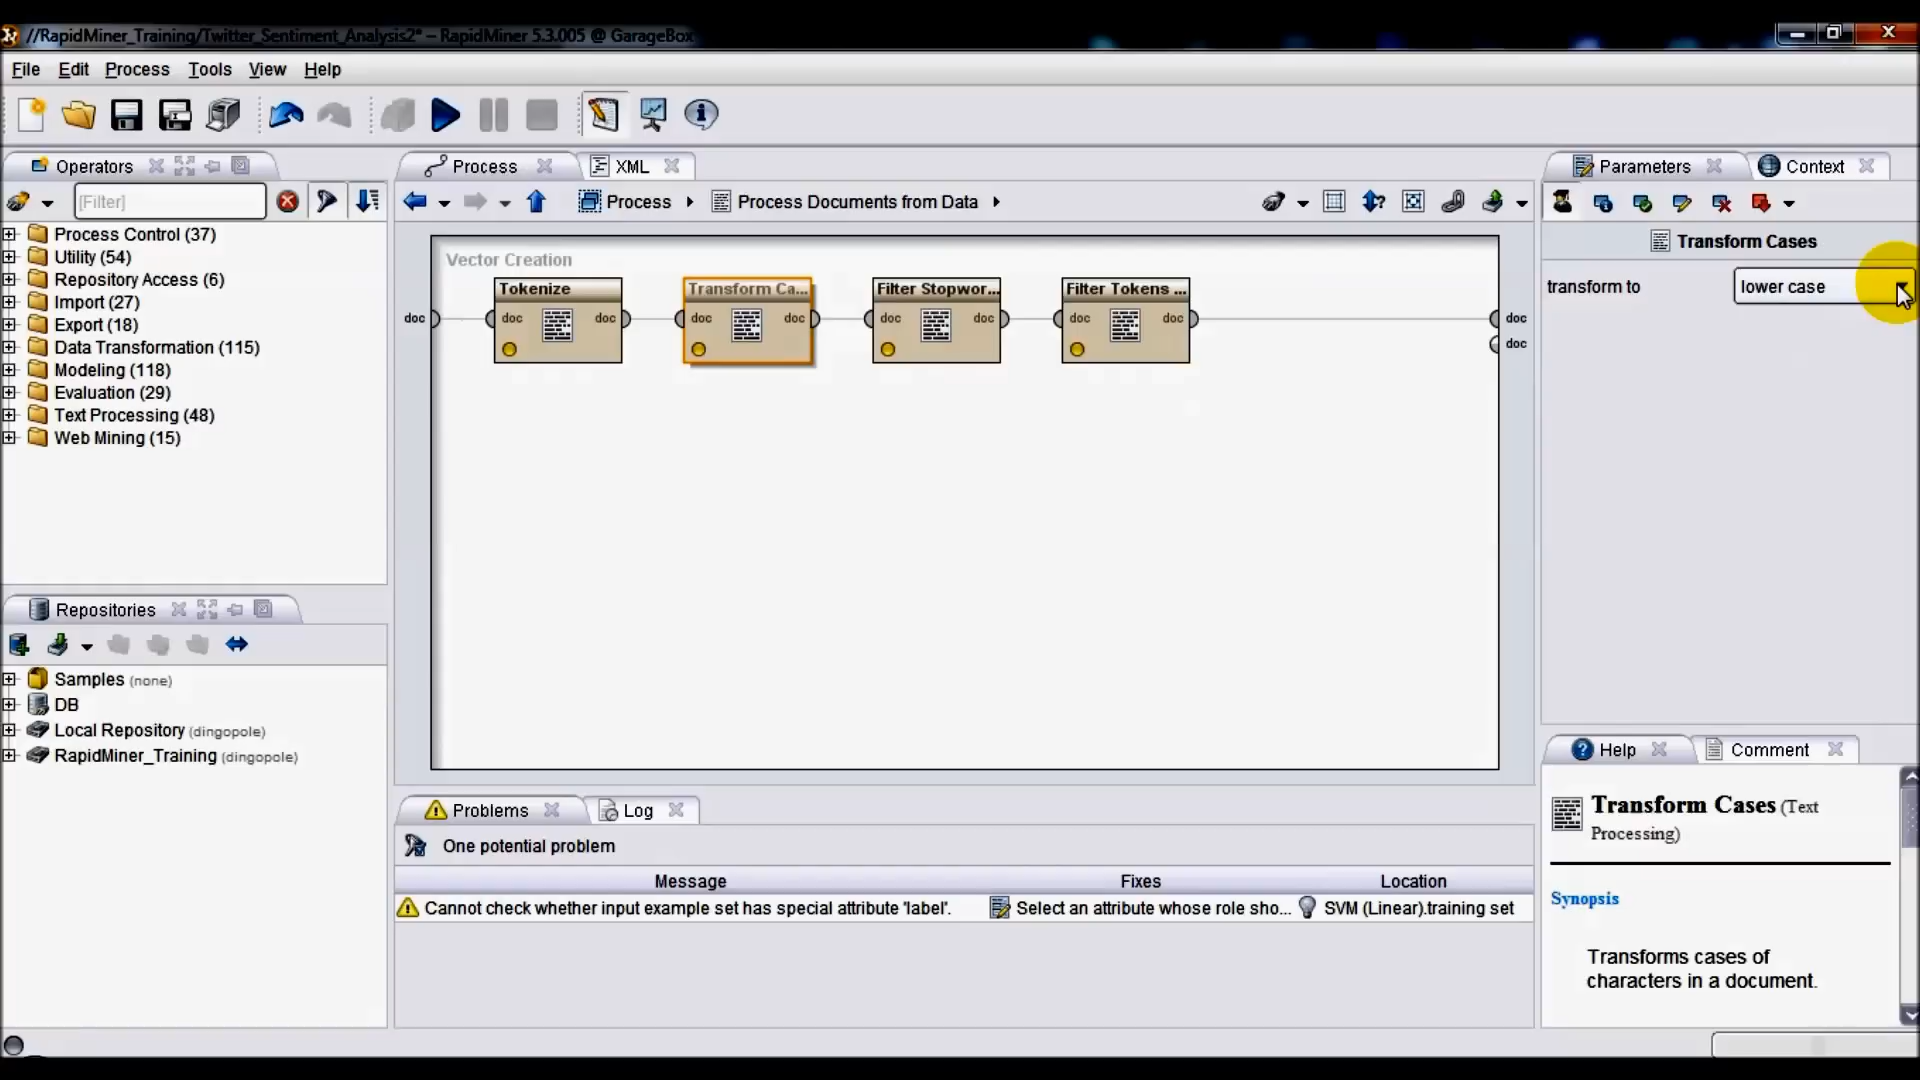 //RapidMiner_Training/Twitter_Sentiment_Analysis2* – RapidMiner 5.3.005 @ GarageBox
File Edit Process Tools View Help
Operators
[Filter]
Process Control (37)
Utility (54)
Repository Access (6)
Import (27)
Export (18)
Data Transformation (115)
Modeling (118)
Evaluation (29)
Text Processing (48)
Web Mining (15)
Repositories
Samples (none)
DB
Local Repository (dingopole)
RapidMiner_Training (dingopole)
Process XML
Process Process Documents from Data
Vector Creation
Tokenize Transform Ca... Filter Stopwor... Filter Tokens ...
doc doc doc doc doc doc doc doc doc doc
doc
Problems Log
One potential problem
Message Fixes Location
Cannot check whether input example set has special attribute 'label'. Select an attribute whose role sho... SVM (Linear).training set
Parameters Context
Transform Cases
transform to lower case
Help Comment
Transform Cases (Text
Processing)
Synopsis
Transforms cases of
characters in a document.